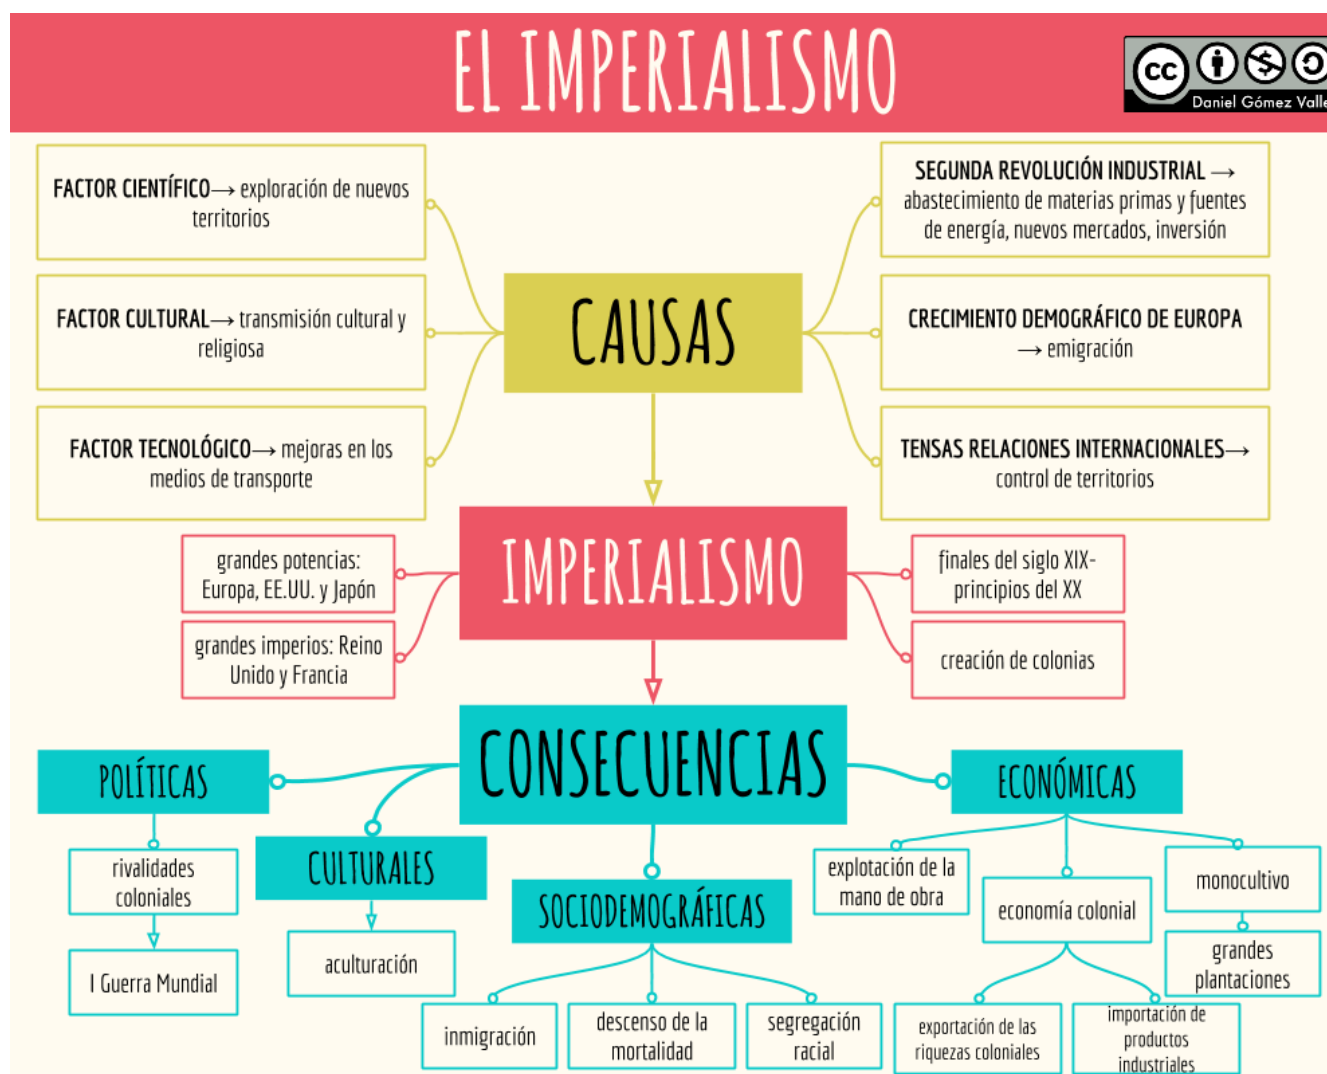 EL IMPERIALISMO
cc
Daniel Gómez Valle
FACTOR CIENTÍFICO→ exploración de nuevos
territorios
SEGUNDA REVOLUCIÓN INDUSTRIAL →
abastecimiento de materias primas y fuentes
de energía, nuevos mercados, inversión
FACTOR CULTURAL→ transmisión cultural y
religiosa
CAUSAS
CRECIMIENTO DEMOGRÁFICO DE EUROPA
→ emigración
FACTOR TECNOLÓGICO→ mejoras en los
medios de transporte
TENSAS RELACIONES INTERNACIONALES→
control de territorios
grandes potencias:
Europa, EE.UU. y Japón
grandes imperios: Reino
Unido y Francia
IMPERIALISMO
finales del siglo XIX-
principios del XX
creación de colonias
CONSECUENCIAS
POLÍTICAS
rivalidades
coloniales
I Guerra Mundial
CULTURALES
aculturación
SOCIODEMOGRÁFICAS
inmigración
descenso de la
mortalidad
segregación
racial
ECONÓMICAS
explotación de la
mano de obra
economía colonial
exportación de las
riquezas coloniales
importación de
productos
industriales
monocultivo
grandes
plantaciones